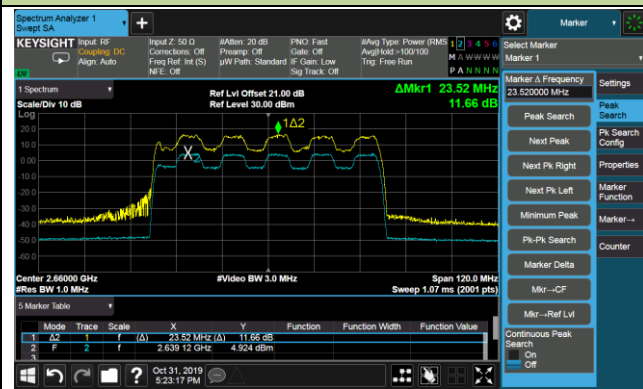 Spectrum Analyzer 1
Swept SA
+
Marker
KEYSIGHT
Input: RF
Coupling: DC
Align: Auto
Input Z: 50 Ω
Corrections: Off
Freq Ref: Int (S)
NFE: Off
#Atten: 20 dB
Preamp: Off
µW Path: Standard
PNO: Fast
Gate: Off
IF Gain: Low
Sig Track: Off
#Avg Type: Power (RMS
Avg|Hold:>100/100
Trig: Free Run
1 2 3 4 5 6
M A W W W W
P A N N N N
Select Marker
Marker 1
1 Spectrum
Scale/Div 10 dB
Ref Lvl Offset 21.00 dB
Ref Level 30.00 dBm
ΔMkr1 23.52 MHz
11.66 dB
Log
20.0
10.0
0.00
-10.0
-20.0
-30.0
-40.0
-50.0
-60.0
1Δ2
X2
Center 2.66000 GHz
#Res BW 1.0 MHz
#Video BW 3.0 MHz
Span 120.0 MHz
Sweep 1.07 ms (2001 pts)
5 Marker Table
Mode Trace Scale X Y Function Function Width Function Value
1 Δ2 1 f (Δ) 23.52 MHz (Δ) 11.66 dB
2 F 2 f 2.639 12 GHz 4.924 dBm
3
Marker Δ Frequency
23.520000 MHz
Peak Search
Next Peak
Next Pk Right
Next Pk Left
Minimum Peak
Pk-Pk Search
Marker Delta
Mkr→CF
Mkr→Ref Lvl
Continuous Peak
Search
On
Off
Settings
Peak
Search
Pk Search
Config
Properties
Marker
Function
Marker→
Counter
?
Oct 31, 2019
5:23:17 PM